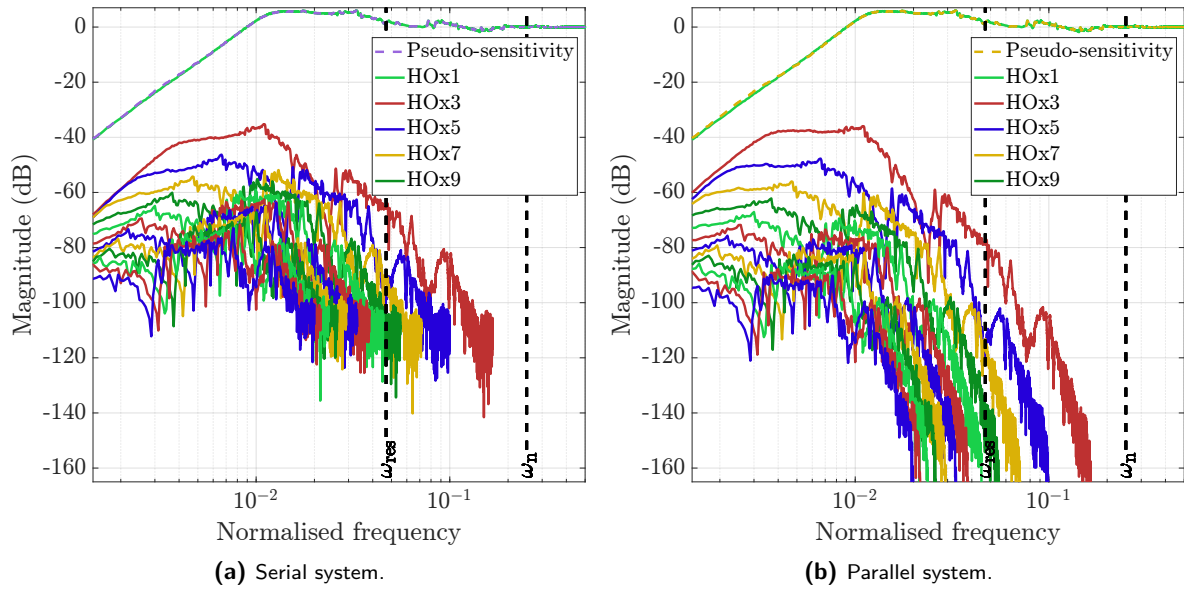 0
-20
-40
-60
-80
-100
-120
-140
-160
Magnitude (dB)
Pseudo-sensitivity
HOx1
HOx3
HOx5
HOx7
HOx9
ω_res
ω_n
10^-2
10^-1
Normalised frequency
(a) Serial system.
0
-20
-40
-60
-80
-100
-120
-140
-160
Magnitude (dB)
Pseudo-sensitivity
HOx1
HOx3
HOx5
HOx7
HOx9
ω_res
ω_n
10^-2
10^-1
Normalised frequency
(b) Parallel system.